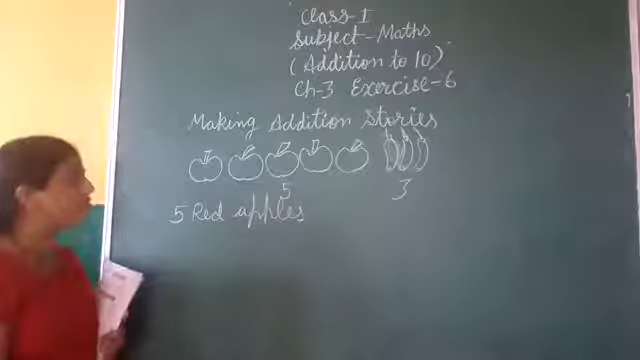 Class-I
Subject-Maths
(Addition to 10)
Ch-3 Exercise-6
Making Addition Stories
5 3
5 Red apples